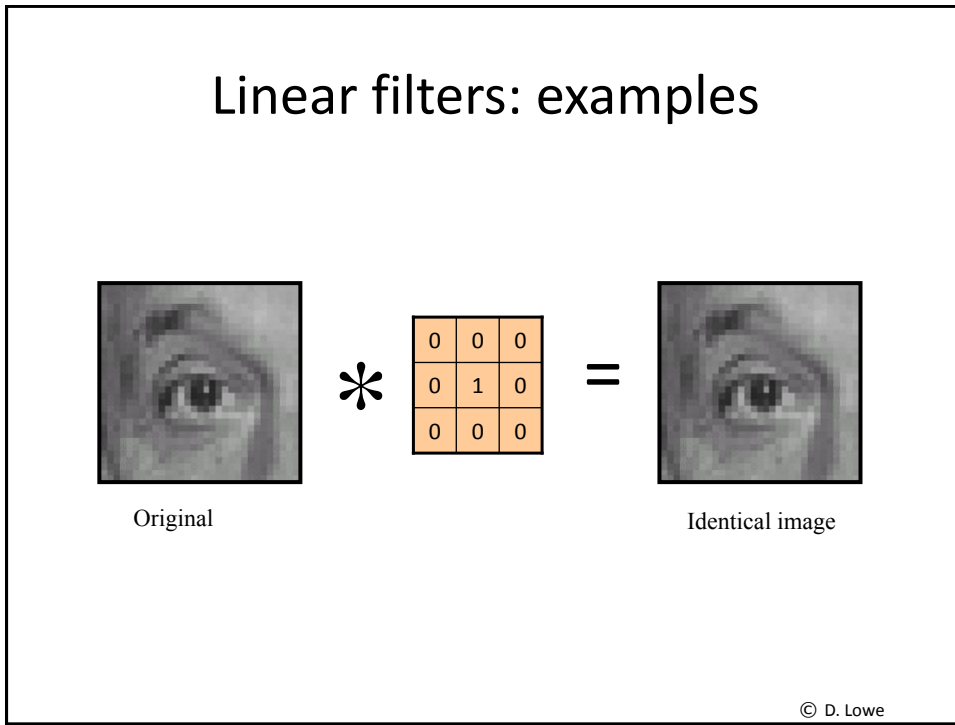 Linear filters: examples
*
0 0 0
0 1 0
0 0 0
=
Original
Identical image
© D. Lowe